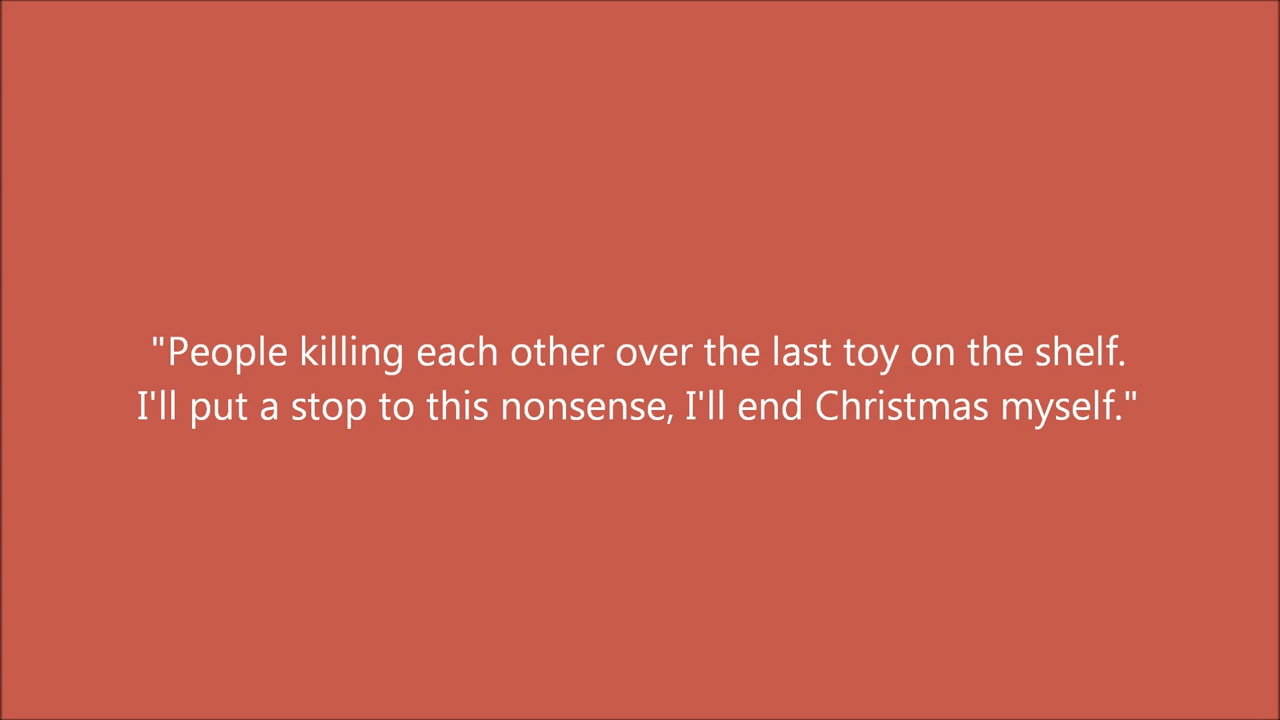 "People killing each other over the last toy on the shelf.
I'll put a stop to this nonsense, I'll end Christmas myself."